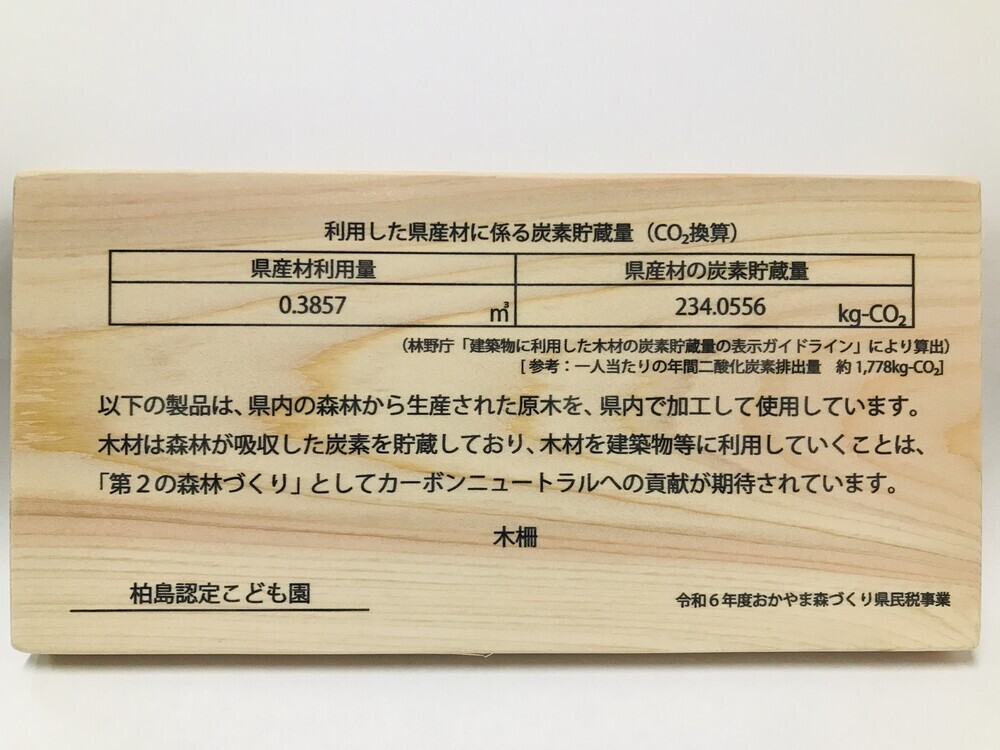 利用した県産材に係る炭素貯蔵量（CO₂換算）
県産材利用量 県産材の炭素貯蔵量
0.3857 ㎥ 234.0556 kg-CO₂
（林野庁「建築物に利用した木材の炭素貯蔵量の表示ガイドライン」により算出）
[ 参考：一人当たりの年間二酸化炭素排出量　約 1,778kg-CO₂]
以下の製品は、県内の森林から生産された原木を、県内で加工して使用しています。
木材は森林が吸収した炭素を貯蔵しており、木材を建築物等に利用していくことは、
「第２の森林づくり」としてカーボンニュートラルへの貢献が期待されています。
木柵
柏島認定こども園
令和６年度おかやま森づくり県民税事業